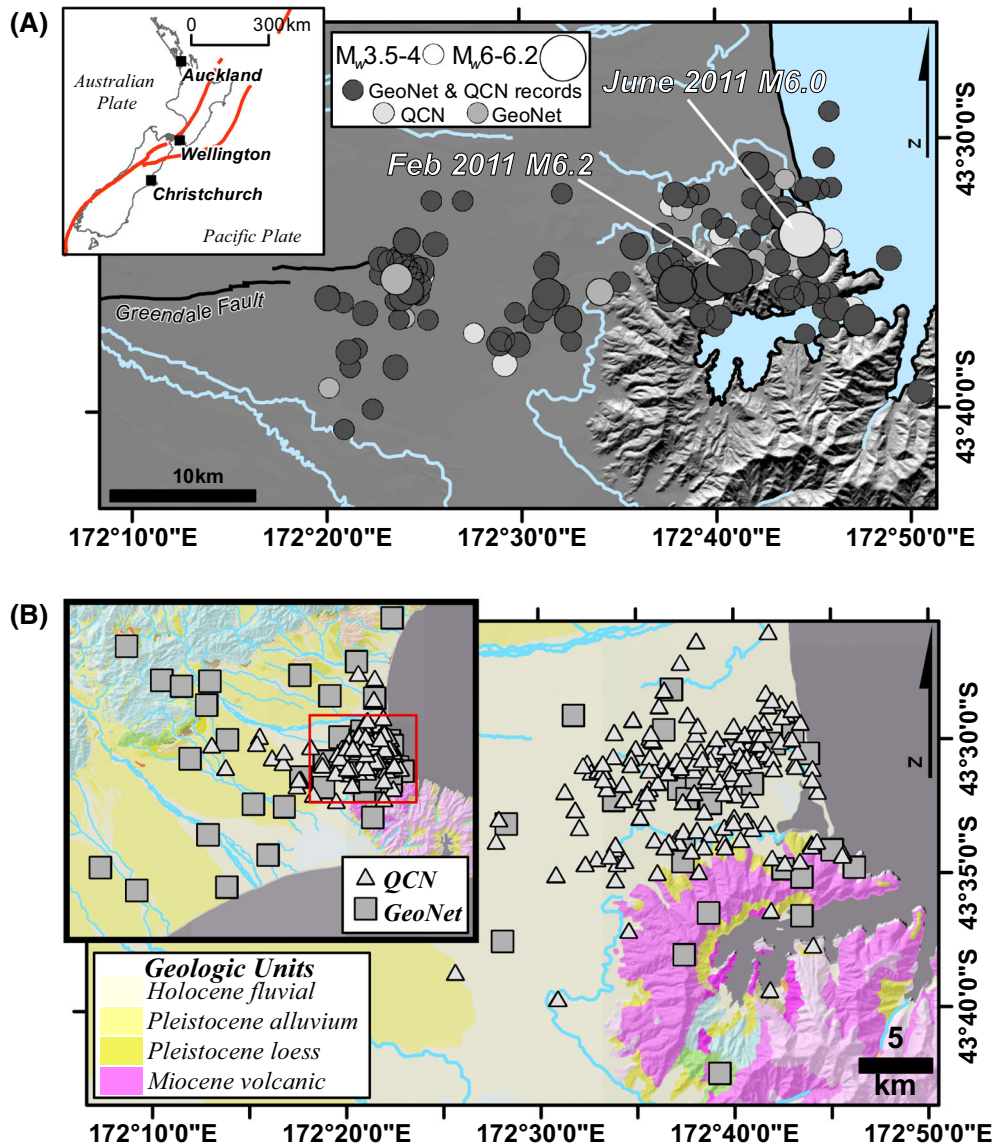 (A)
0 300 km
Australian
Plate
Auckland
Wellington
Christchurch
Pacific Plate
Mw3.5-4 Mw6-6.2
GeoNet & QCN records
QCN GeoNet
June 2011 M6.0
Feb 2011 M6.2
Greendale Fault
10km
N
43°30'0"S
43°40'0"S
172°10'0"E 172°20'0"E 172°30'0"E 172°40'0"E 172°50'0"E
(B)
QCN
GeoNet
Geologic Units
Holocene fluvial
Pleistocene alluvium
Pleistocene loess
Miocene volcanic
N
43°30'0"S
43°35'0"S
43°40'0"S
5
km
172°10'0"E 172°20'0"E 172°30'0"E 172°40'0"E 172°50'0"E